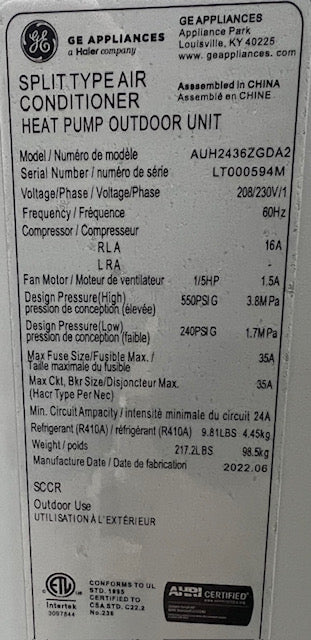 GE APPLIANCES
a Haier company
GE APPLIANCES
Appliance Park
Louisville, KY 40225
www.geappliances.com
SPLIT TYPE AIR
CONDITIONER
HEAT PUMP OUTDOOR UNIT
Asssembled in CHINA
Assemblé en CHINE
Model / Numéro de modèle AUH2436ZGDA2
Serial Number / numéro de série LT000594M
Voltage/Phase / Voltage/Phase 208/230V/1
Frequency / Fréquence 60Hz
Compressor / Compresseur
RLA 16A
LRA
Fan Motor / Moteur de ventilateur 1/5HP 1.5A
Design Pressure(High) 550PSIG 3.8MPa
pression de conception (élevée)
Design Pressure(Low) 240PSIG 1.7MPa
pression de conception (faible)
Max Fuse Size/Fusible Max. / 35A
Taille maximale du fusible
Max Ckt, Bkr Size/Disjoncteur Max. 35A
(Hacr Type Per Nec)
Min. Circuit Ampacity / intensité minimale du circuit 24A
Refrigerant (R410A) / réfrigérant (R410A) 9.81LBS 4.45kg
Weight / poids 217.2LBS 98.5kg
Manufacture Date / Date de fabrication 2022.06
SCCR
Outdoor Use
UTILISATION À L'EXTÉRIEUR
ETL
Intertek
3097844
CONFORMS TO UL
STD. 1995
CERTIFIED TO
CSA STD. C22.2
No.236
AHRI CERTIFIED